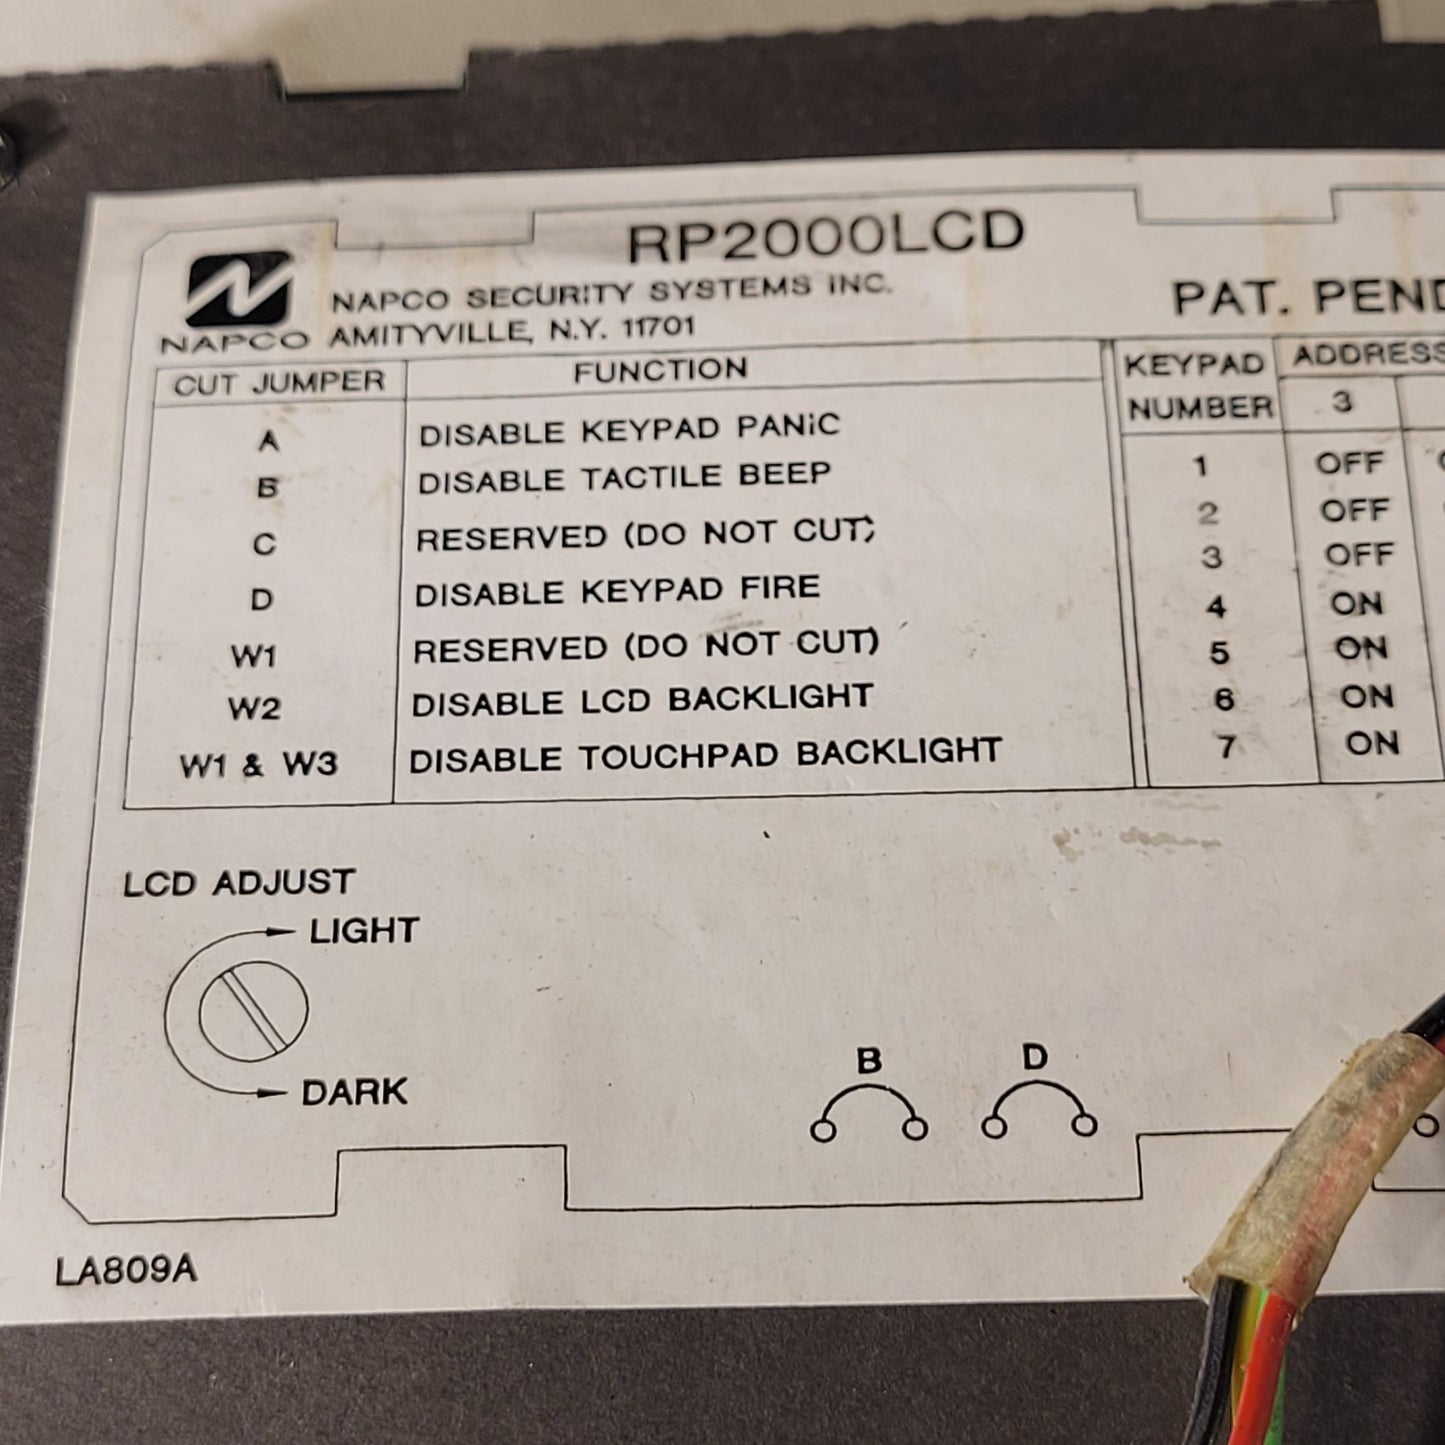 RP2000LCD
NAPCO SECURITY SYSTEMS INC.
NAPCO AMITYVILLE, N.Y. 11701
PAT.
CUT JUMPER FUNCTION
A DISABLE KEYPAD PANIC
B DISABLE TACTILE BEEP
C RESERVED (DO NOT CUT)
D DISABLE KEYPAD FIRE
W1 RESERVED (DO NOT CUT)
W2 DISABLE LCD BACKLIGHT
W1 & W3 DISABLE TOUCHPAD BACKLIGHT
KEYPAD ADDRESS
NUMBER 3
1 OFF
2 OFF
3 OFF
4 ON
5 ON
6 ON
7 ON
LCD ADJUST
LIGHT
DARK
B D
LA809A